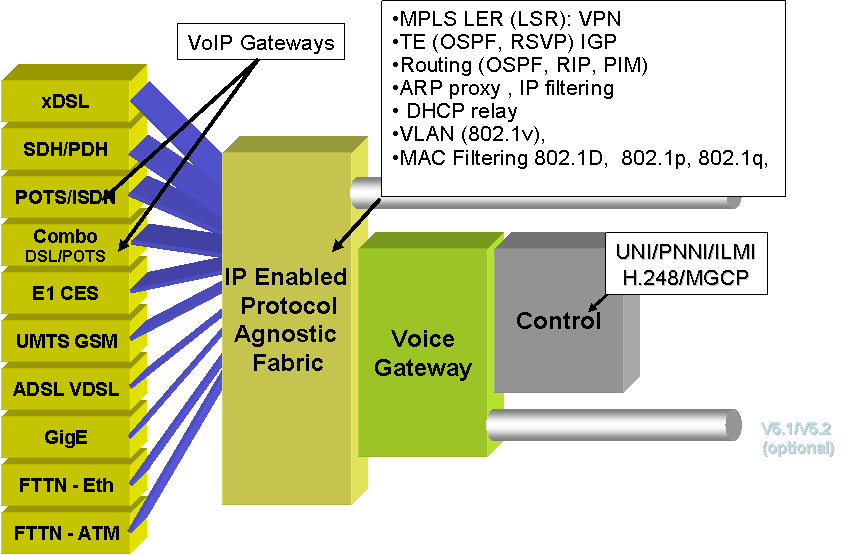 VoIP Gateways
•MPLS LER (LSR): VPN
•TE (OSPF, RSVP) IGP
•Routing (OSPF, RIP, PIM)
•ARP proxy , IP filtering
• DHCP relay
•VLAN (802.1v),
•MAC Filtering 802.1D, 802.1p, 802.1q,
xDSL
SDH/PDH
POTS/ISDN
Combo
DSL/POTS
E1 CES
UMTS GSM
ADSL VDSL
GigE
FTTN - Eth
FTTN - ATM
IP Enabled
Protocol
Agnostic
Fabric
Voice
Gateway
Control
UNI/PNNI/ILMI
H.248/MGCP
V5.1/V5.2
(optional)